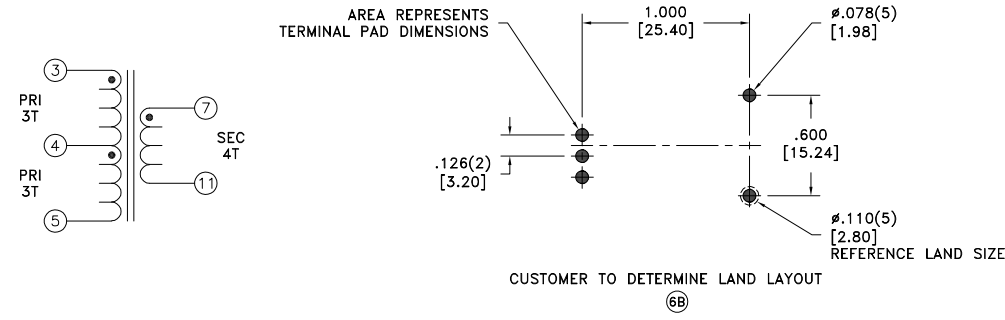 3
PRI
3T
4
PRI
3T
5
7
SEC
4T
11
AREA REPRESENTS
TERMINAL PAD DIMENSIONS
1.000
[25.40]
ø.078(5)
[1.98]
.126(2)
[3.20]
.600
[15.24]
ø.110(5)
[2.80]
REFERENCE LAND SIZE
CUSTOMER TO DETERMINE LAND LAYOUT
6B